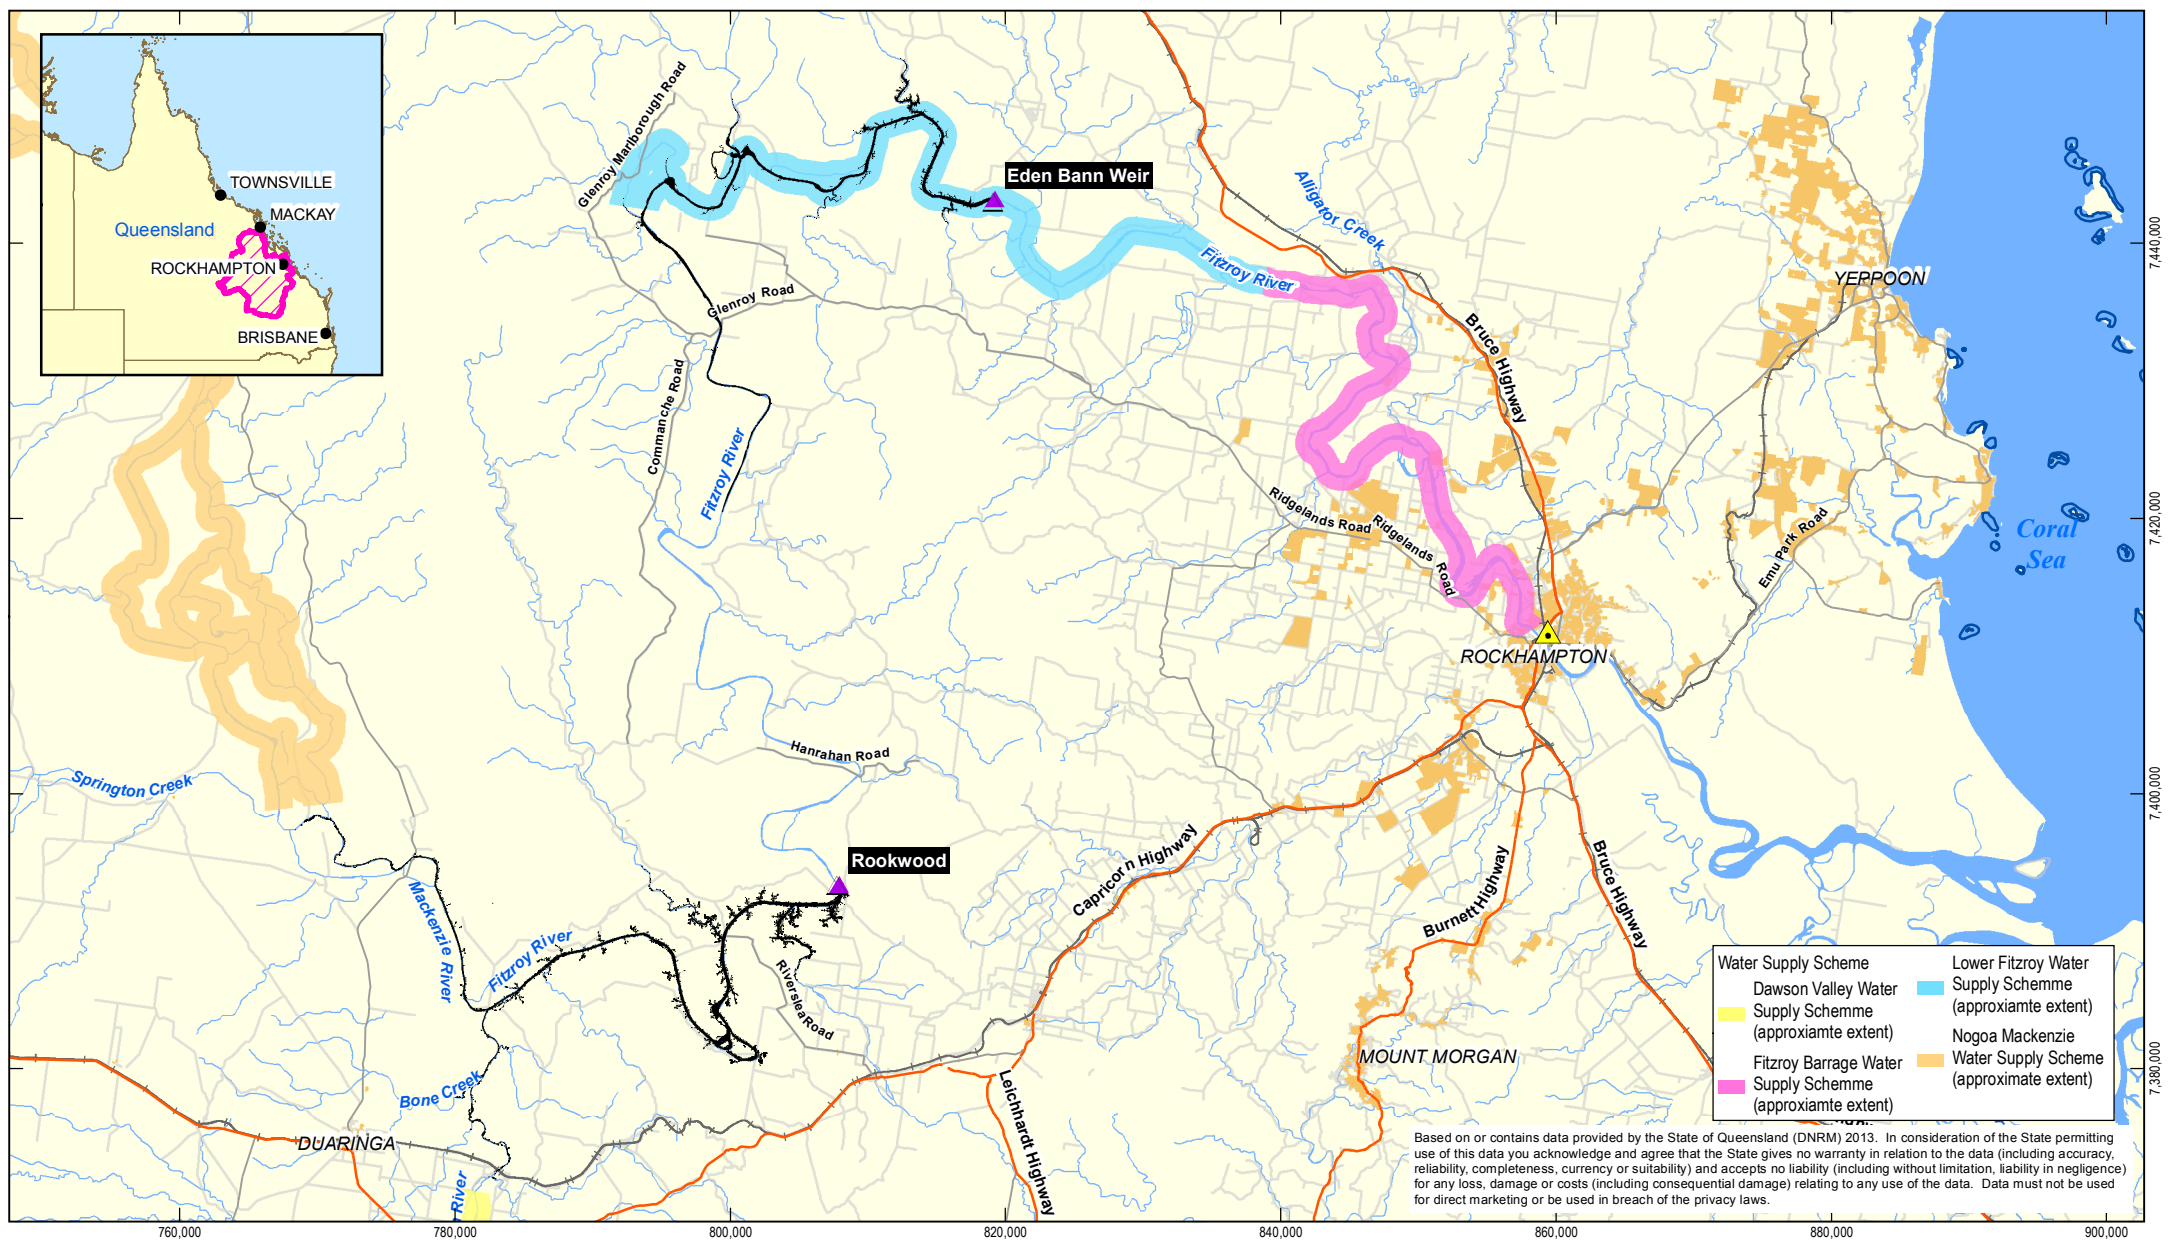 TOWNSVILLE
MACKAY
Queensland
ROCKHAMPTON
BRISBANE
Glenroy Marlborough Road
Eden Bann Weir
Alligator Creek
Fitzroy River
YEPPOON
7,440,000
Glenroy Road
Bruce Highway
Commanche Road
Fitzroy River
Ridgelands Road
Ridgelands
Road
Emu Park Road
Coral
Sea
7,420,000
ROCKHAMPTON
Hanrahan Road
Springton Creek
7,400,000
Rookwood
Capricorn Highway
Burnett Highway
Bruce Highway
Mackenzie River
Fitzroy River
Riverslea Road
MOUNT MORGAN
7,380,000
Bone Creek
Leichhardt Highway
DUARINGA
River
Water Supply Scheme
Dawson Valley Water
Supply Schemme
(approxiamte extent)
Fitzroy Barrage Water
Supply Schemme
(approxiamte extent)
Lower Fitzroy Water
Supply Schemme
(approxiamte extent)
Nogoa Mackenzie
Water Supply Scheme
(approximate extent)
Based on or contains data provided by the State of Queensland (DNRM) 2013. In consideration of the State permitting
use of this data you acknowledge and agree that the State gives no warranty in relation to the data (including accuracy,
reliability, completeness, currency or suitability) and accepts no liability (including without limitation, liability in negligence)
for any loss, damage or costs (including consequential damage) relating to any use of the data. Data must not be used
for direct marketing or be used in breach of the privacy laws.
760,000
780,000
800,000
820,000
840,000
860,000
880,000
900,000